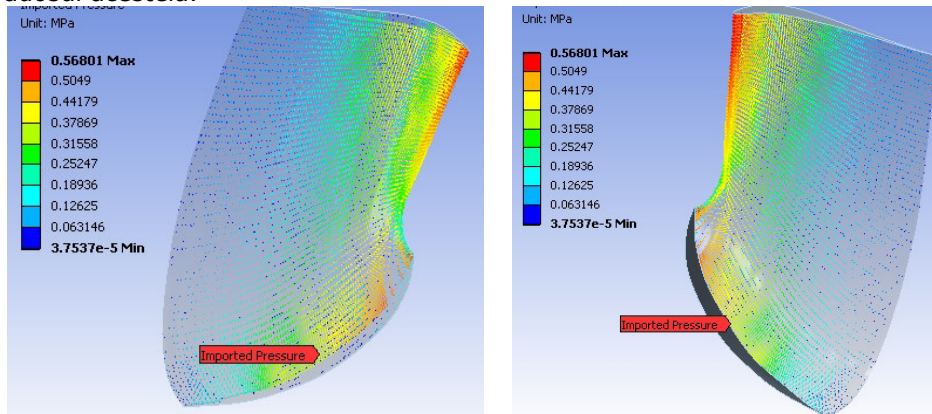 Imported Pressure
Unit: MPa
0.56801 Max
0.5049
0.44179
0.37869
0.31558
0.25247
0.18936
0.12625
0.063146
3.7537e-5 Min
Imported Pressure
Unit: MPa
0.56801 Max
0.5049
0.44179
0.37869
0.31558
0.25247
0.18936
0.12625
0.063146
3.7537e-5 Min
Imported Pressure